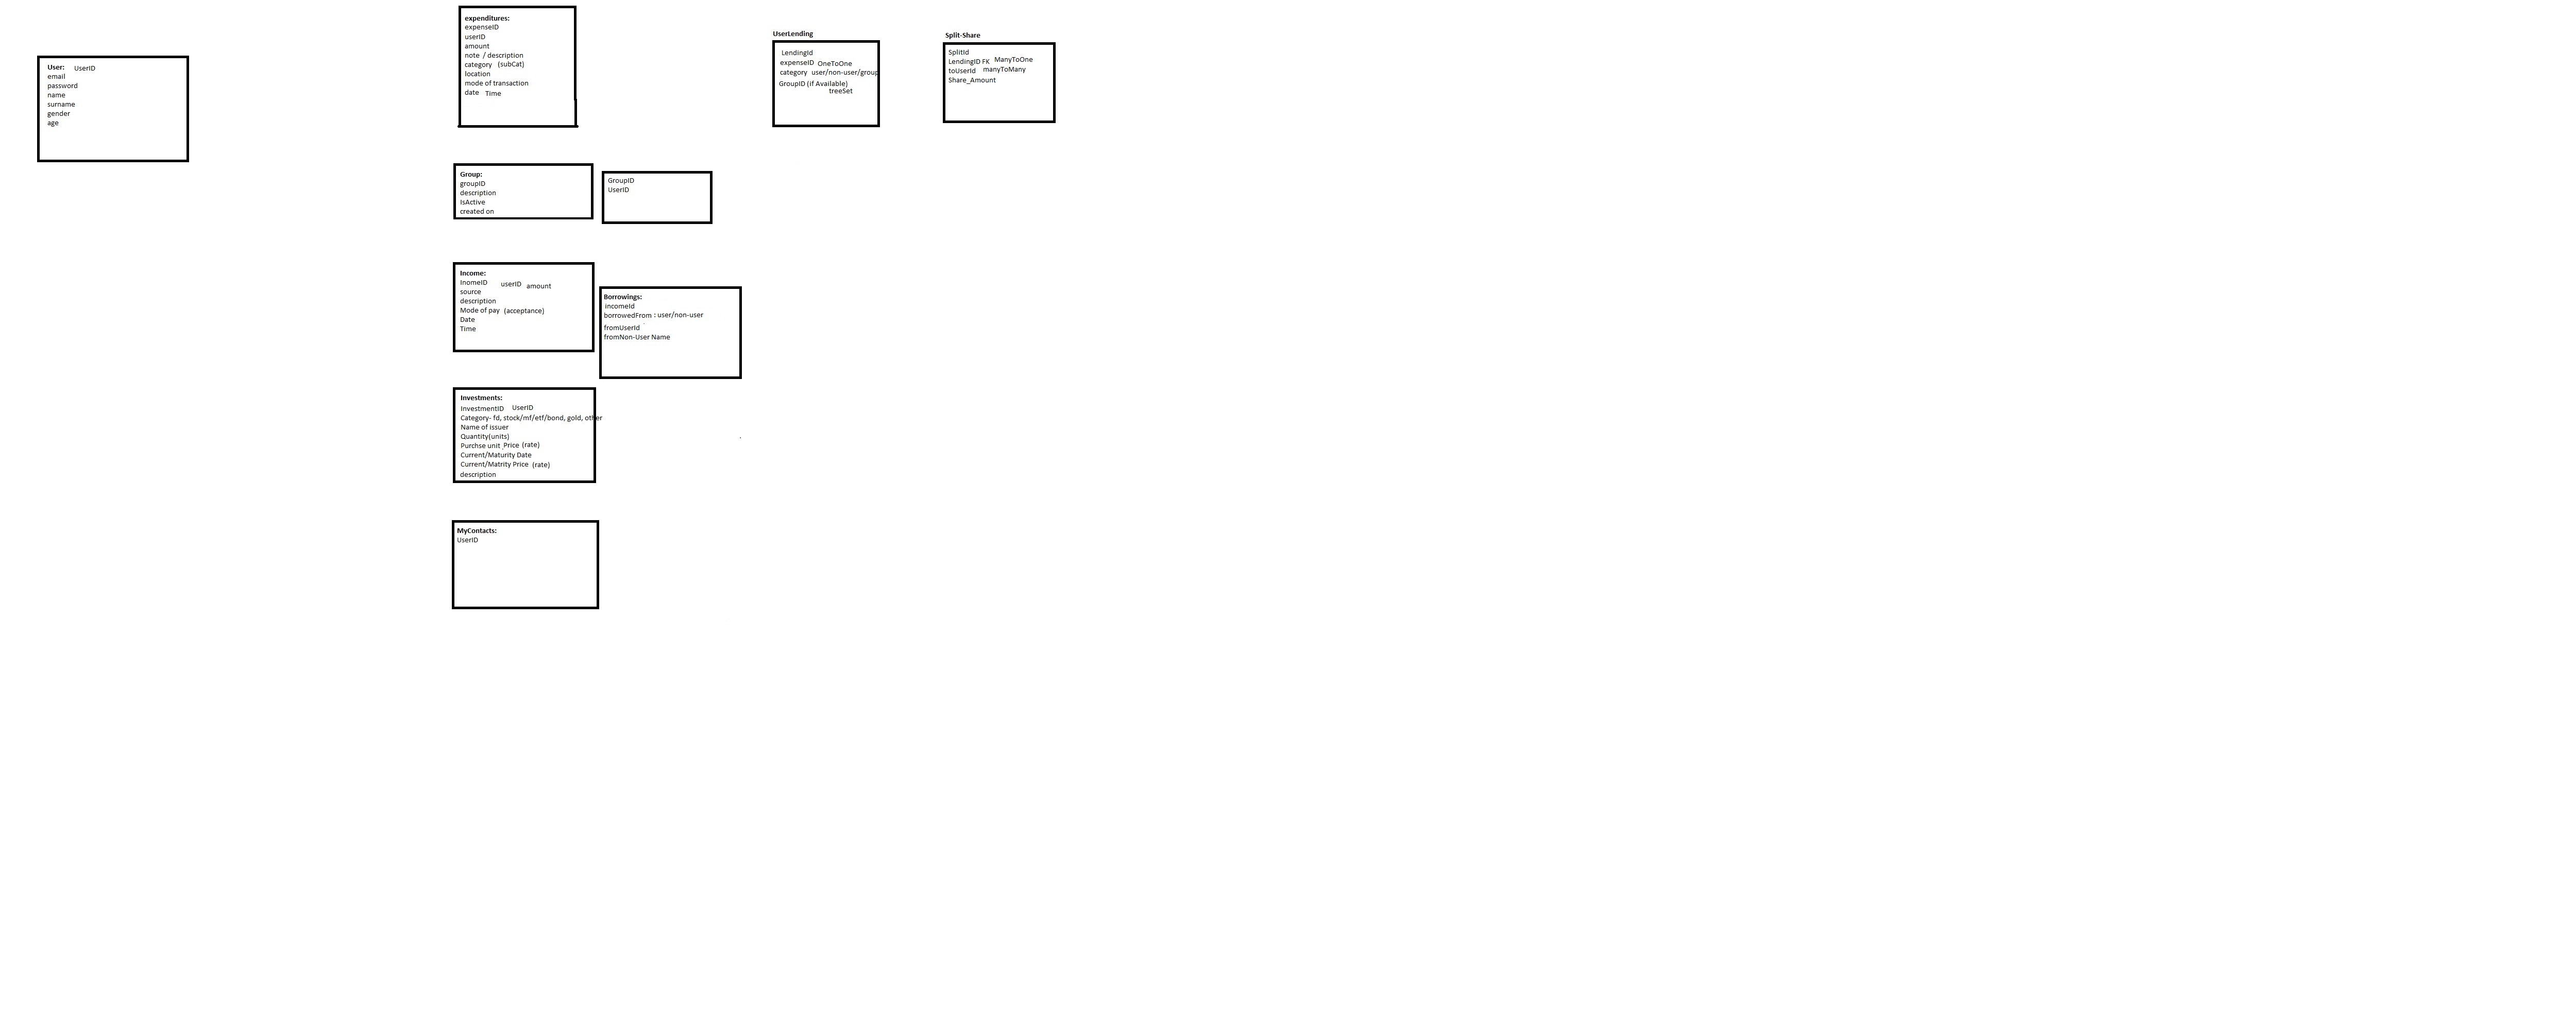 User: UserID
email
password
name
surname
gender
age
expenditures:
expenseID
userID
amount
note / description
category (subCat)
location
mode of transaction
date Time
UserLending
LendingId
expenseID OneToOne
category user/non-user/group
GroupID (if Available)
treeSet
Split-Share
SplitId
LendingID FK ManyToOne
toUserId manyToMany
Share_Amount
Group:
groupID
description
IsActive
created on
GroupID
UserID
Income:
InomeID userID amount
source
description
Mode of pay (acceptance)
Date
Time
Borrowings:
incomeId
borrowedFrom : user/non-user
fromUserId
fromNon-User Name
Investments:
InvestmentID UserID
Category- fd, stock/mf/etf/bond, gold, other
Name of issuer
Quantity(units)
Purchse unit Price (rate)
Current/Maturity Date
Current/Matrity Price (rate)
description
MyContacts:
UserID